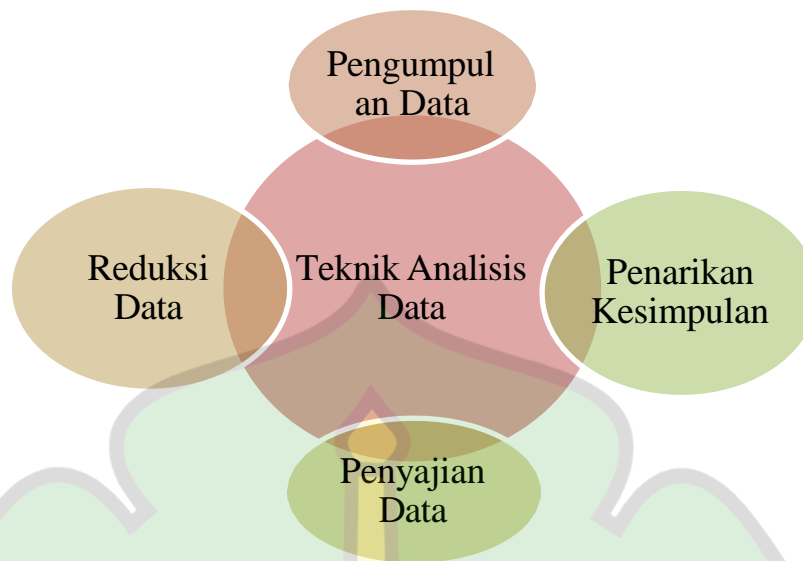 Pengumpul
an Data
Reduksi
Data
Teknik Analisis
Data
Penarikan
Kesimpulan
Penyajian
Data